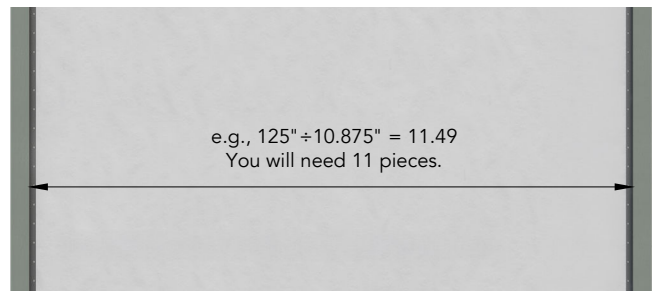 e.g., 125"÷10.875" = 11.49
You will need 11 pieces.